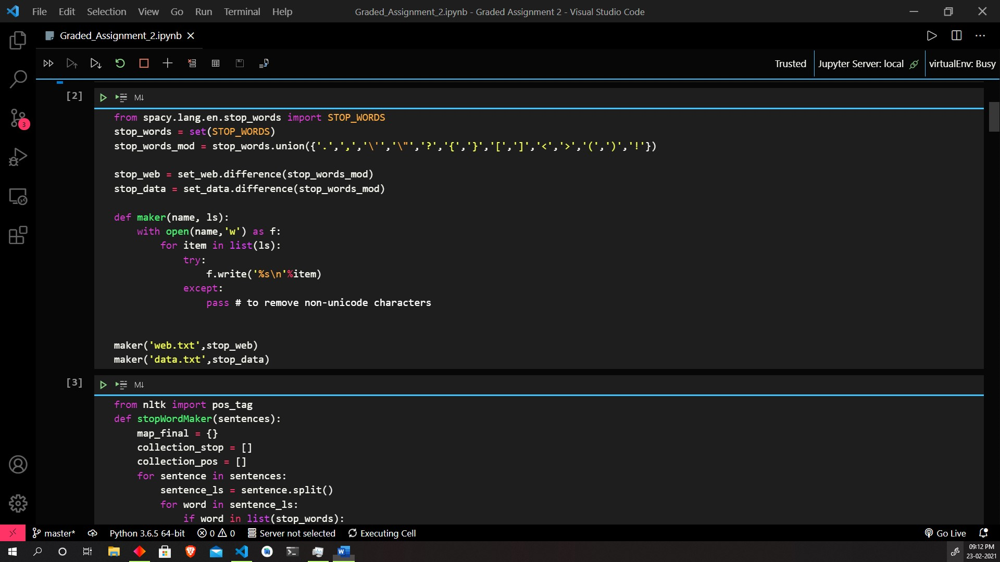 File Edit Selection View Go Run Terminal Help Graded_Assignment_2.ipynb - Graded Assignment 2 - Visual Studio Code
Graded_Assignment_2.ipynb
Trusted Jupyter Server: local virtualEnv: Busy
[2] M↓
from spacy.lang.en.stop_words import STOP_WORDS
stop_words = set(STOP_WORDS)
stop_words_mod = stop_words.union({'.',',','\'','\"','?','{','}','[',']','<','>','(',')','!'})
stop_web = set_web.difference(stop_words_mod)
stop_data = set_data.difference(stop_words_mod)
def maker(name, ls):
    with open(name,'w') as f:
        for item in list(ls):
            try:
                f.write('%s\n'%item)
            except:
                pass # to remove non-unicode characters
maker('web.txt',stop_web)
maker('data.txt',stop_data)
[3] M↓
from nltk import pos_tag
def stopWordMaker(sentences):
    map_final = {}
    collection_stop = []
    collection_pos = []
    for sentence in sentences:
        sentence_ls = sentence.split()
        for word in sentence_ls:
            if word in list(stop_words):
3
master* Python 3.6.5 64-bit 0 0 Server not selected Executing Cell Go Live
09:12 PM
23-02-2021